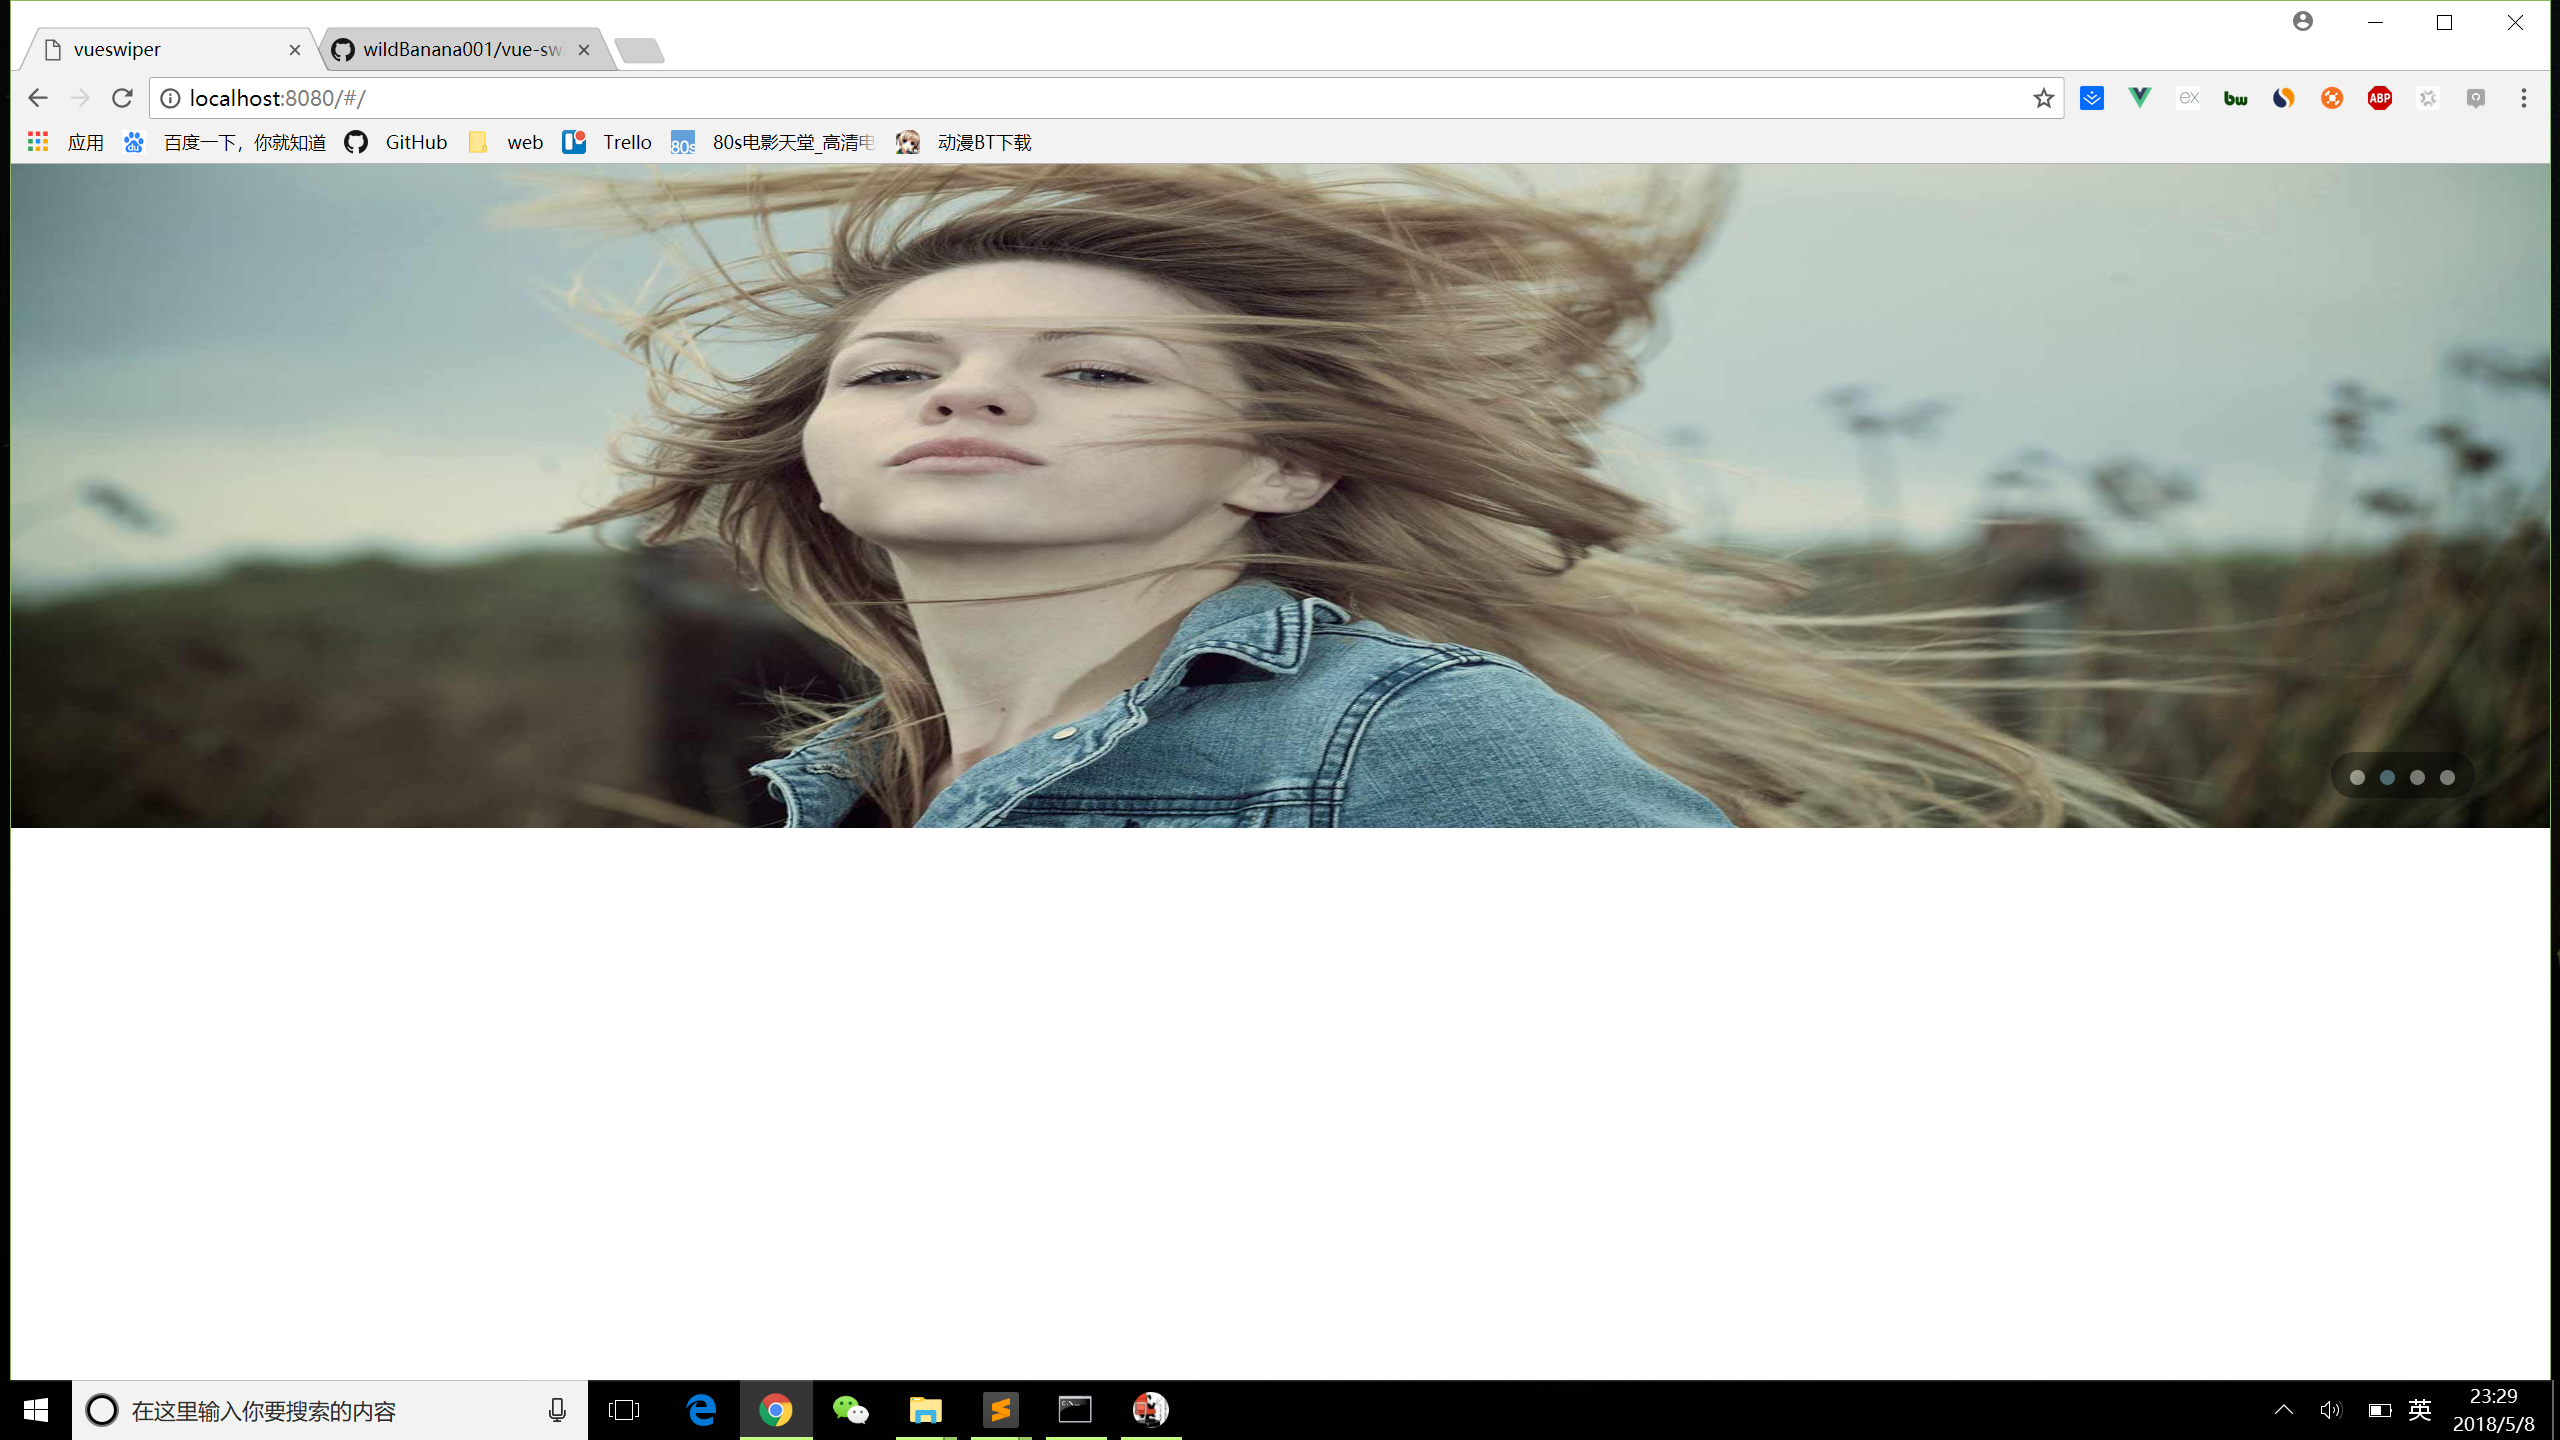 vueswiper
wildBanana001/vue-sw
localhost:8080/#/
ex
bw
ABP
应用
du
百度一下，你就知道
GitHub
web
Trello
80s
80s电影天堂_高清电
动漫BT下载
在这里输入你要搜索的内容
英
23:29
2018/5/8